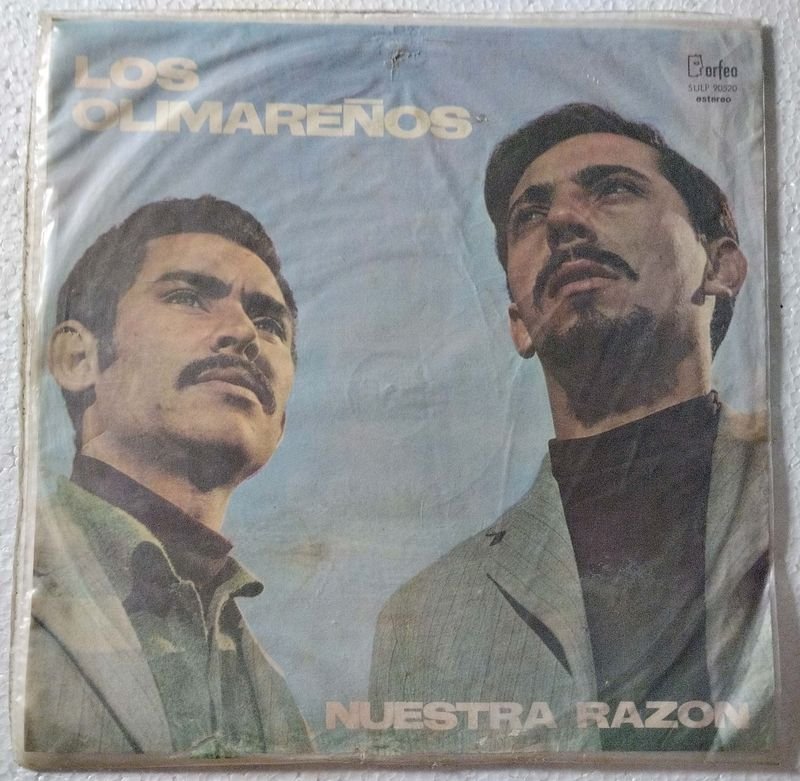 LOS
OLIMAREÑOS
orfeo
SULP 90520
estereo
NUESTRA RAZON